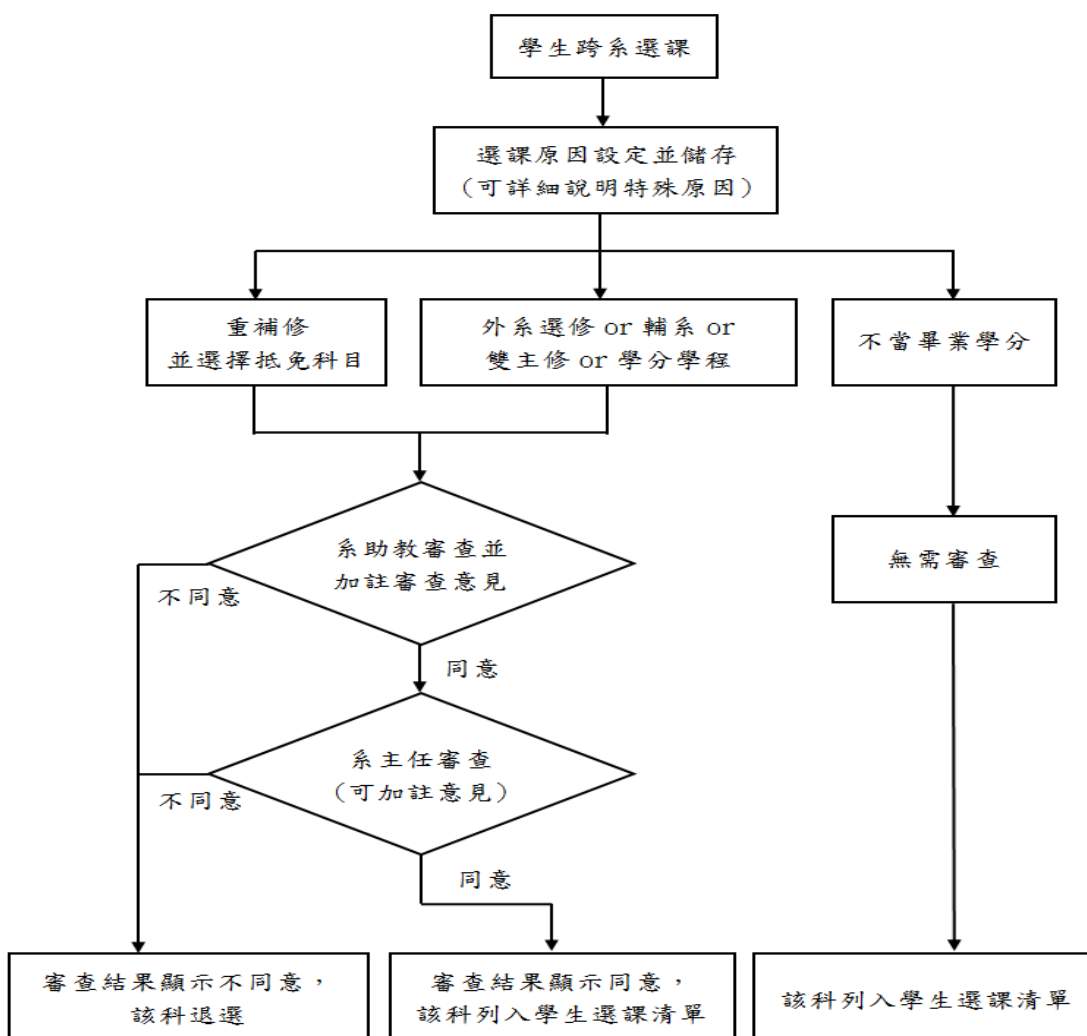 學生跨系選課
選課原因設定並儲存
(可詳細說明特殊原因)
重補修
並選擇抵免科目
外系選修 or 輔系 or
雙主修 or 學分學程
不當畢業學分
系助教審查並
加註審查意見
無需審查
不同意
同意
系主任審查
(可加註意見)
不同意
同意
審查結果顯示不同意，
該科退選
審查結果顯示同意，
該科列入學生選課清單
該科列入學生選課清單